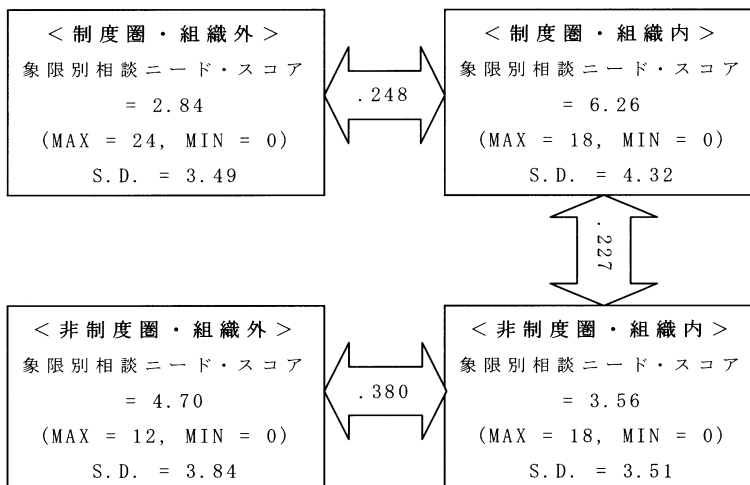 ＜制度圏・組織外＞
象限別相談ニード・スコア
= 2.84
(MAX = 24, MIN = 0)
S.D. = 3.49
.248
＜制度圏・組織内＞
象限別相談ニード・スコア
= 6.26
(MAX = 18, MIN = 0)
S.D. = 4.32
.227
＜非制度圏・組織外＞
象限別相談ニード・スコア
= 4.70
(MAX = 12, MIN = 0)
S.D. = 3.84
.380
＜非制度圏・組織内＞
象限別相談ニード・スコア
= 3.56
(MAX = 18, MIN = 0)
S.D. = 3.51